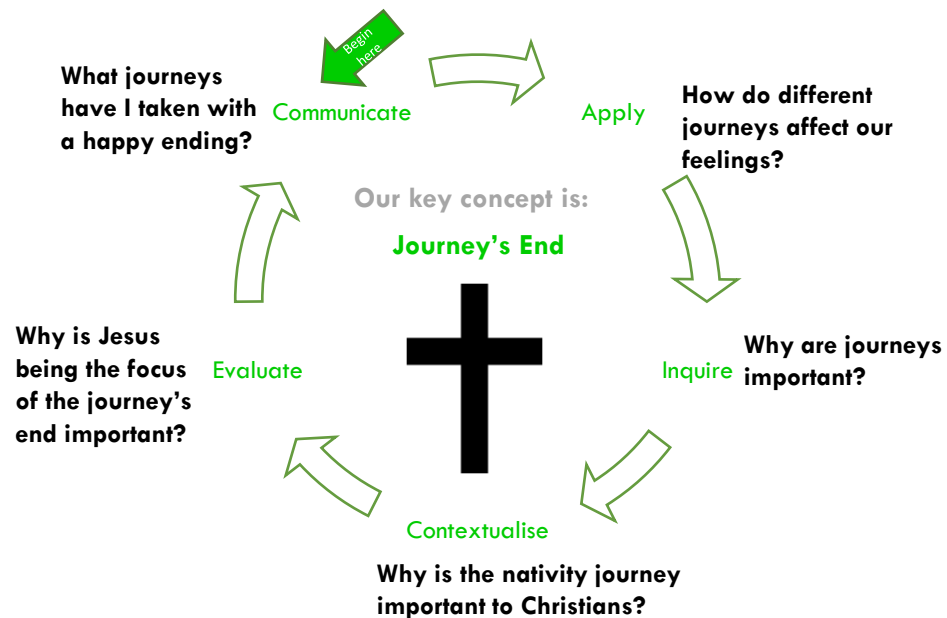 Begin
here
What journeys
have I taken with
a happy ending?
Communicate
Apply
How do different
journeys affect our
feelings?
Our key concept is:
Journey’s End
Why is Jesus
being the focus
of the journey’s
end important?
Evaluate
Inquire
Why are journeys
important?
Contextualise
Why is the nativity journey
important to Christians?